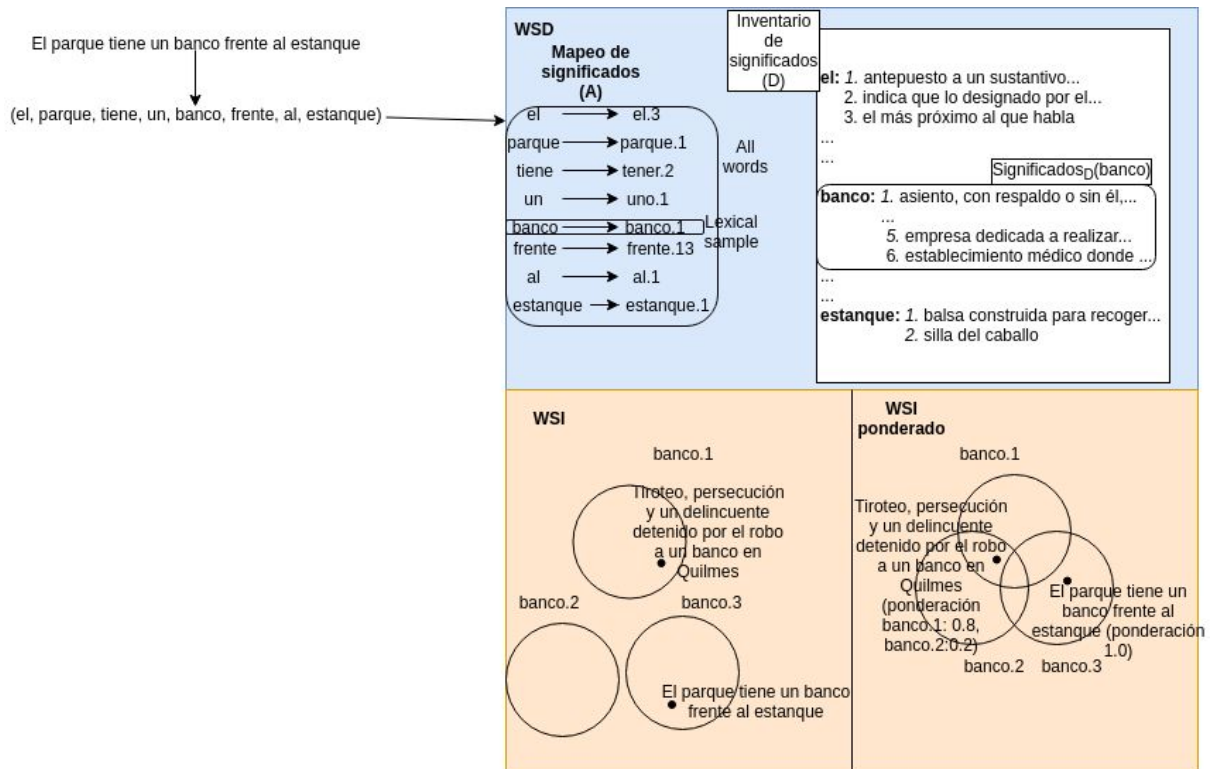 El parque tiene un banco frente al estanque
(el, parque, tiene, un, banco, frente, al, estanque)
WSD
Mapeo de
significados
(A)
el el.3
parque parque.1
tiene tener.2
un uno.1
banco banco.1
frente frente.13
al al.1
estanque estanque.1
All
words
Lexical
sample
Inventario
de
significados
(D)
el: 1. antepuesto a un sustantivo...
2. indica que lo designado por el...
3. el más próximo al que habla
...
...
Significados_D(banco)
banco: 1. asiento, con respaldo o sin él,...
...
5. empresa dedicada a realizar...
6. establecimiento médico donde ...
...
...
estanque: 1. balsa construida para recoger...
2. silla del caballo
WSI
banco.1
Tiroteo, persecución
y un delincuente
detenido por el robo
a un banco en
Quilmes
banco.2
banco.3
El parque tiene un banco
frente al estanque
WSI
ponderado
banco.1
Tiroteo, persecución
y un delincuente
detenido por el robo
a un banco en
Quilmes
(ponderación
banco.1: 0.8,
banco.2:0.2)
El parque tiene un
banco frente al
estanque (ponderación
1.0)
banco.2
banco.3